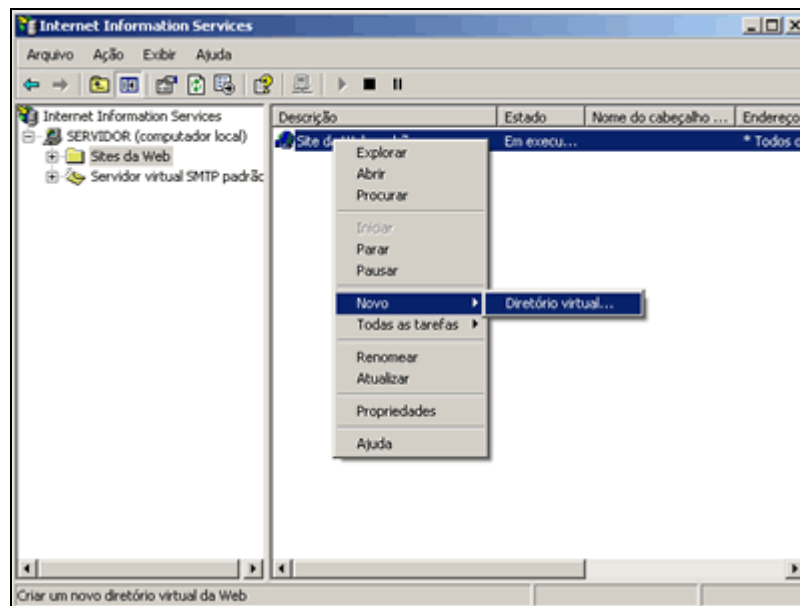 Internet Information Services
Arquivo Ação Exibir Ajuda
Internet Information Services
SERVIDOR (computador local)
Sites da Web
Servidor virtual SMTP padrãc
Descrição Estado Nome do cabeçalho ... Endereço
Site d Em execu... * Todos c
Explorar
Abrir
Procurar
Iniciar
Parar
Pausar
Novo Diretório virtual...
Todas as tarefas
Renomear
Atualizar
Propriedades
Ajuda
Criar um novo diretório virtual da Web